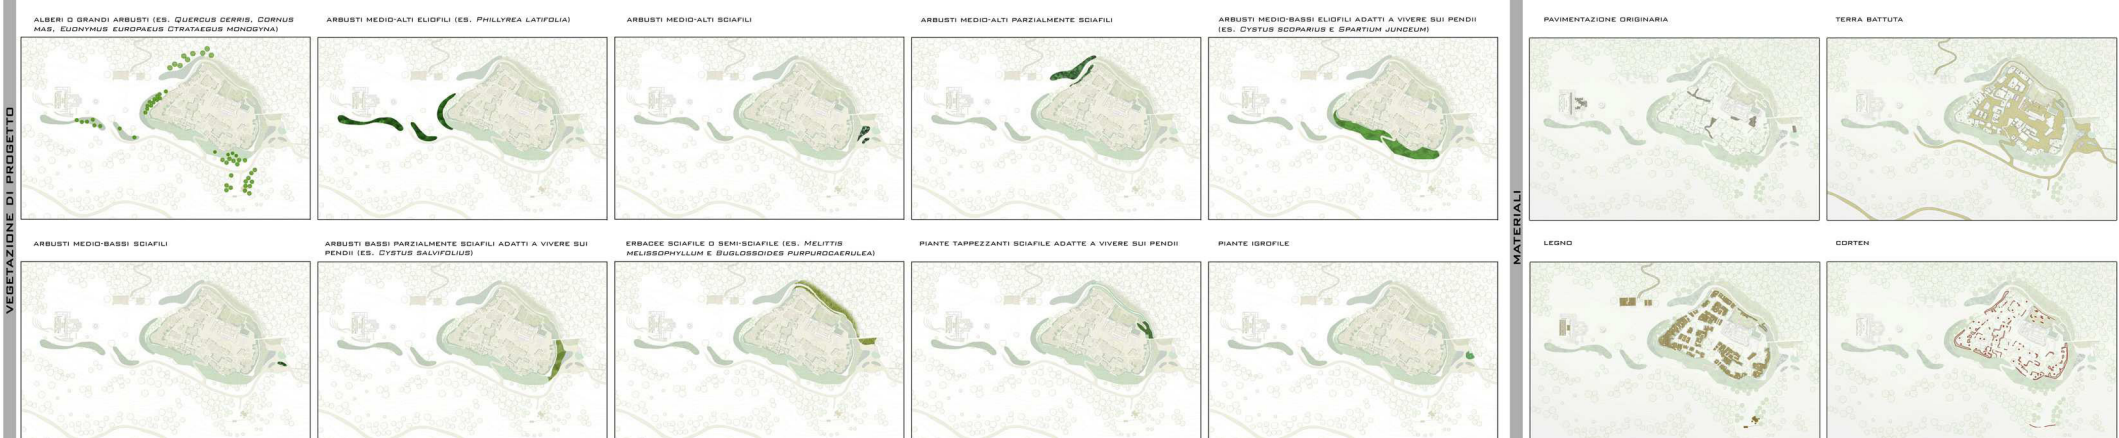 VEGETAZIONE DI PROGETTO
ALBERI O GRANDI ARBUSTI (ES. QUERCUS CERRIS, CORNUS
MAS, EUONYMUS EUROPAEUS CTRATAEGUS MONOGYNA)
ARBUSTI MEDIO-ALTI ELIOFILI (ES. PHILLYREA LATIFOLIA)
ARBUSTI MEDIO-ALTI SCIAFILI
ARBUSTI MEDIO-ALTI PARZIALMENTE SCIAFILI
ARBUSTI MEDIO-BASSI ELIOFILI ADATTI A VIVERE SUI PENDII
(ES. CYSTUS SCOPARIUS E SPARTIUM JUNCEUM)
ARBUSTI MEDIO-BASSI SCIAFILI
ARBUSTI BASSI PARZIALMENTE SCIAFILI ADATTI A VIVERE SUI
PENDII (ES. CYSTUS SALVIFOLIUS)
ERBACEE SCIAFILE O SEMI-SCIAFILE (ES. MELITTIS
MELISSOPHYLLUM E BUGLOSSOIDES PURPUROCAERULEA)
PIANTE TAPPEZZANTI SCIAFILE ADATTE A VIVERE SUI PENDII
PIANTE IGROFILE
MATERIALI
PAVIMENTAZIONE ORIGINARIA
TERRA BATTUTA
LEGNO
CORTEN